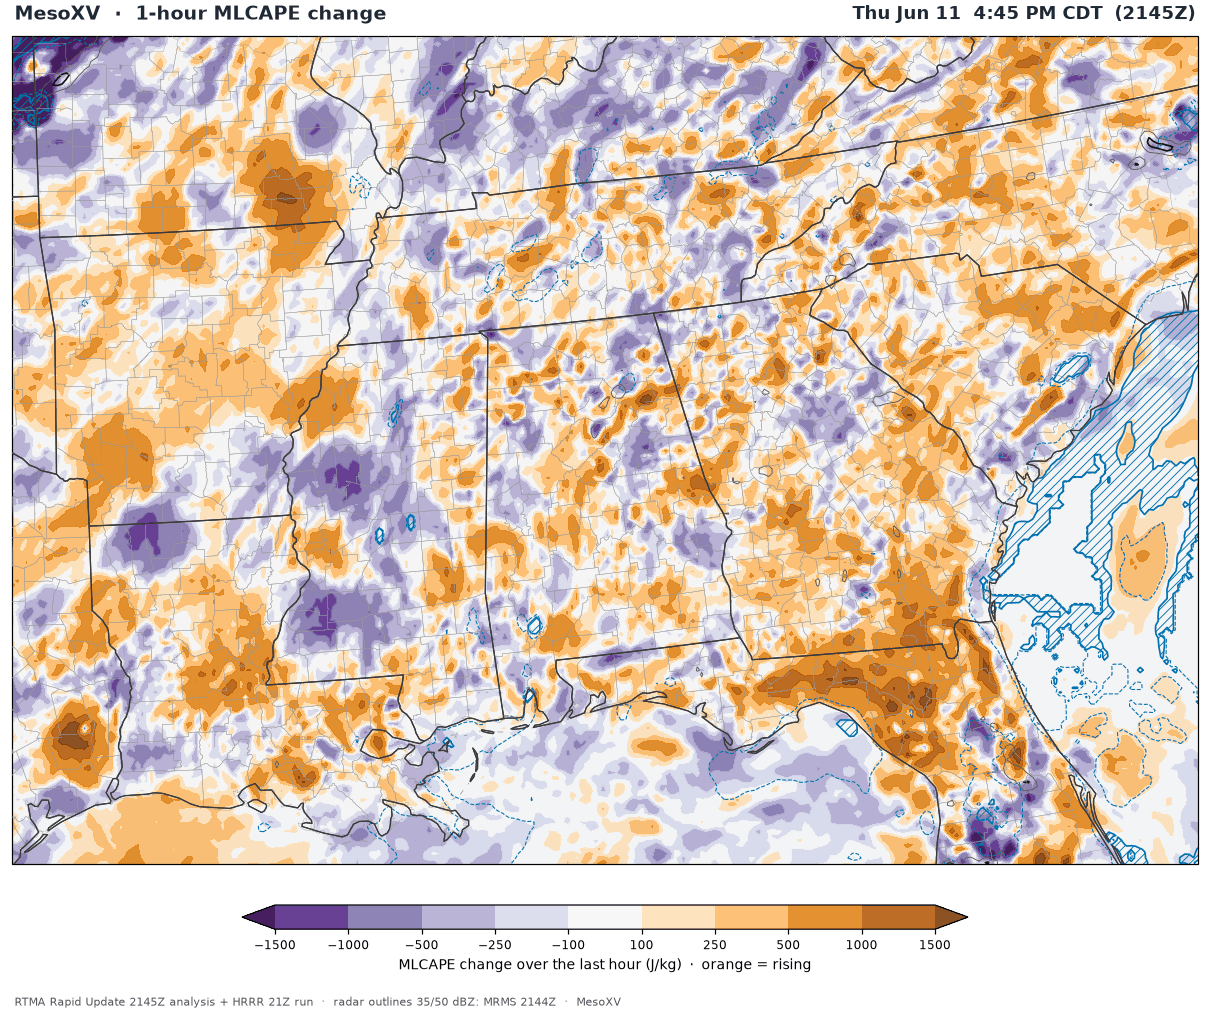 MesoXV · 1-hour MLCAPE change
Thu Jun 11 4:45 PM CDT (2145Z)
−1500 −1000 −500 −250 −100 100 250 500 1000 1500
MLCAPE change over the last hour (J/kg) · orange = rising
RTMA Rapid Update 2145Z analysis + HRRR 21Z run · radar outlines 35/50 dBZ: MRMS 2144Z · MesoXV